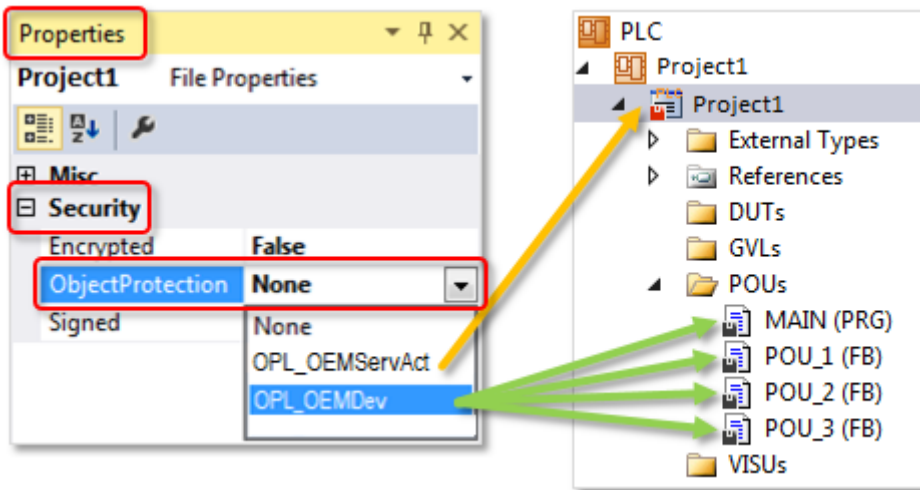 Properties
Project1 File Properties
Misc
Security
Encrypted False
ObjectProtection None
Signed
None
OPL_OEMServAct
OPL_OEMDev
PLC
Project1
Project1
External Types
References
DUTs
GVLs
POUs
MAIN (PRG)
POU_1 (FB)
POU_2 (FB)
POU_3 (FB)
VISUs